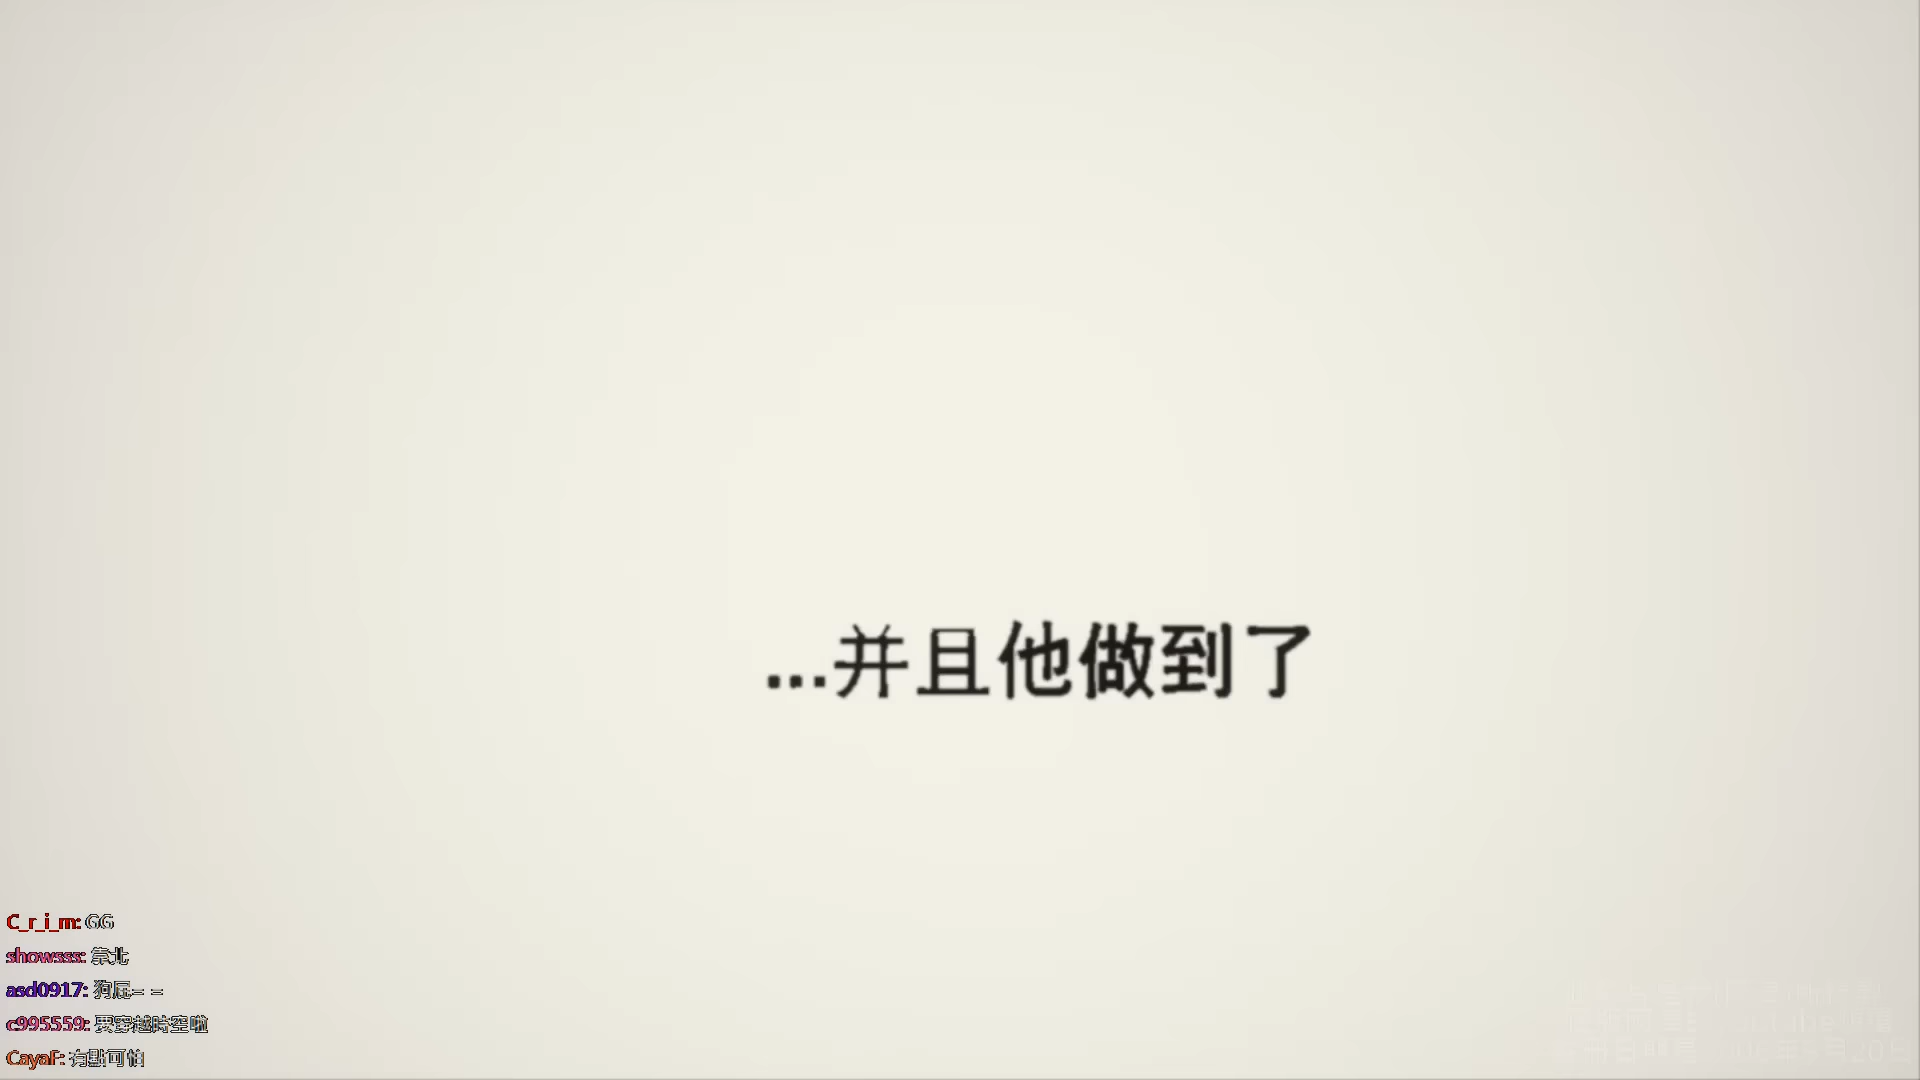 ...并且他做到了
C_r_i_m: GG
showsss: 靠北
asd0917: 狗屁= =
c995559: 要穿越時空啦
CayaF: 有點可怕